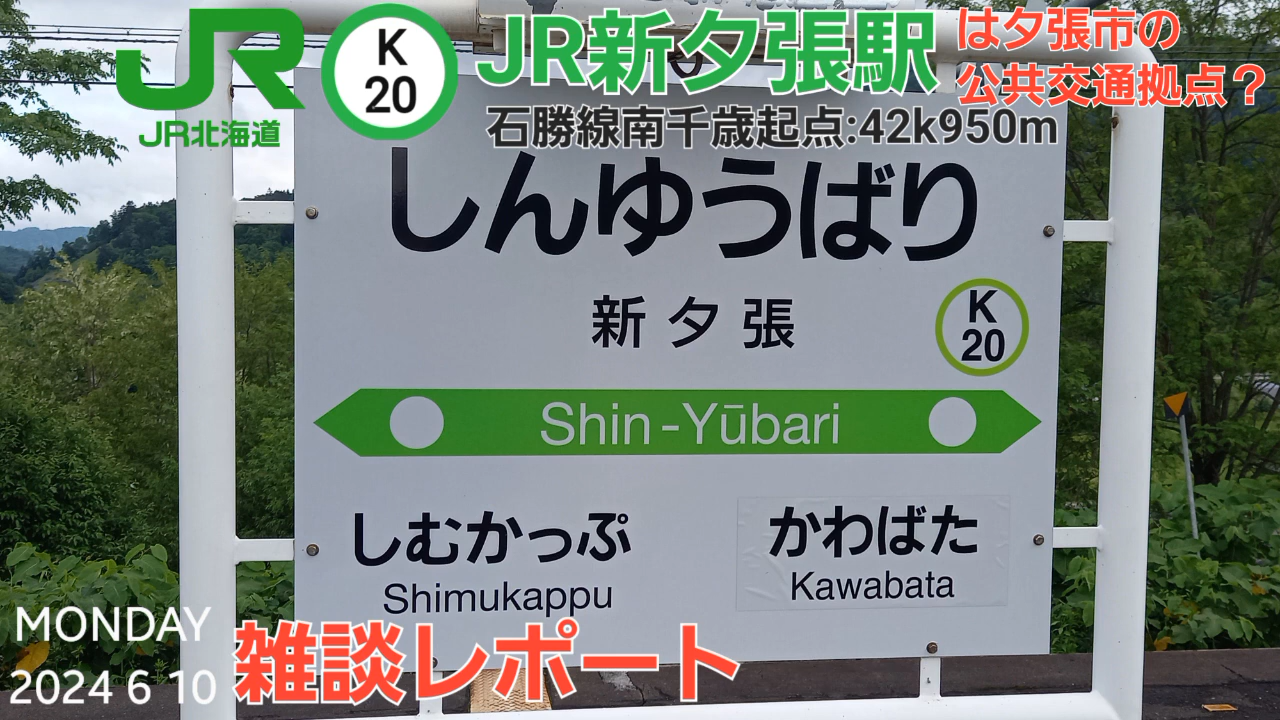 JR
JR北海道
K
20
JR新夕張駅
は夕張市の
公共交通拠点？
石勝線南千歳起点:42k950m
しんゆうばり
新夕張
K
20
Shin-Yūbari
しむかっぷ
Shimukappu
かわばた
Kawabata
MONDAY
2024 6 10
雑談レポート